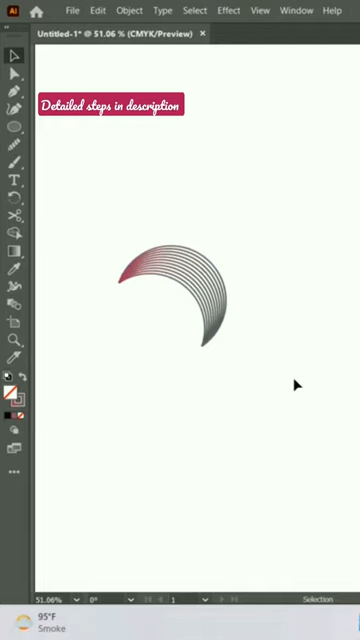 Ai File Edit Object Type Select Effect View Window Help
Untitled-1* @ 51.06 % (CMYK/Preview) ×
Detailed steps in description
T
51.06% 0° 1 Selection
95°F
Smoke